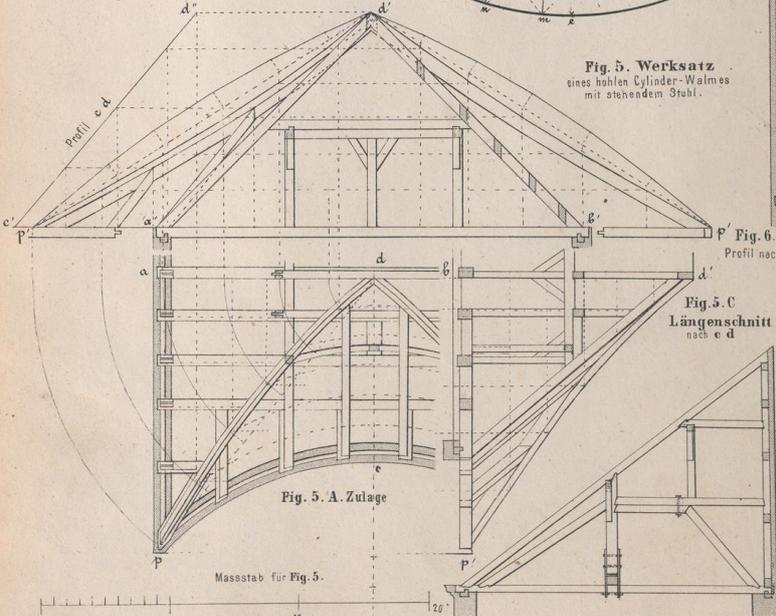 n
m e
d" d'
Fig. 5. Werksatz
eines hohlen Cylinder-Walmes
mit stehendem Stuhl.
Profil c d
c' a' b'
p' p' Fig. 6.
Profil nac
a d b d'
Fig. 5. C
Längenschnitt
nach c d
e
Fig. 5. A. Zulage
p p'
Massstab für Fig. 5.
20'